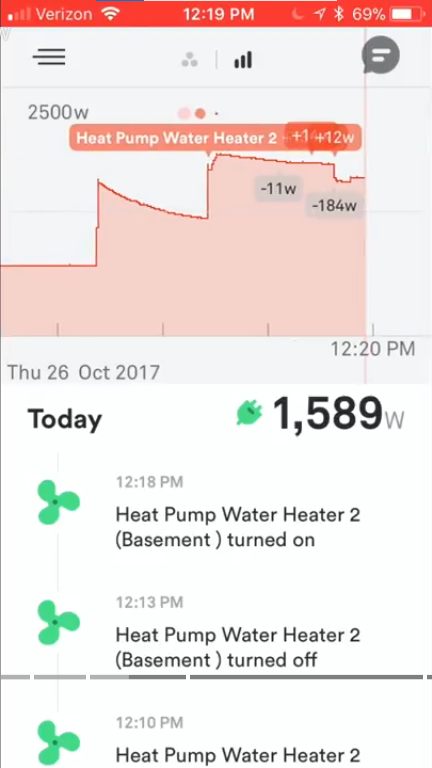 Verizon 12:19 PM 69%
2500w
Heat Pump Water Heater 2 +12w
-11w
-184w
12:20 PM
Thu 26 Oct 2017
Today 1,589W
12:18 PM
Heat Pump Water Heater 2
(Basement ) turned on
12:13 PM
Heat Pump Water Heater 2
(Basement ) turned off
12:10 PM
Heat Pump Water Heater 2